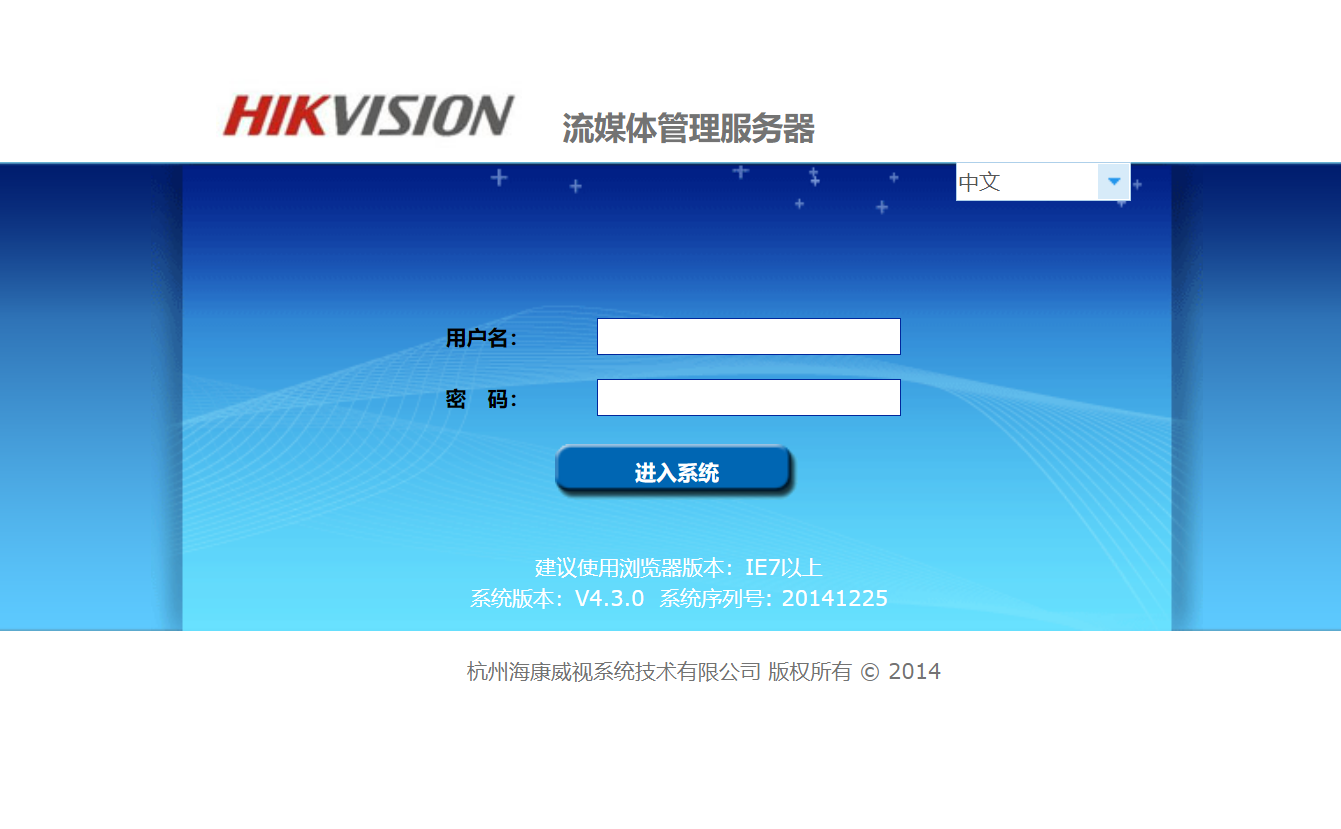 HIKVISION 流媒体管理服务器
中文
用户名：
密 码：
进入系统
建议使用浏览器版本：IE7以上
系统版本：V4.3.0 系统序列号: 20141225
杭州海康威视系统技术有限公司 版权所有 © 2014